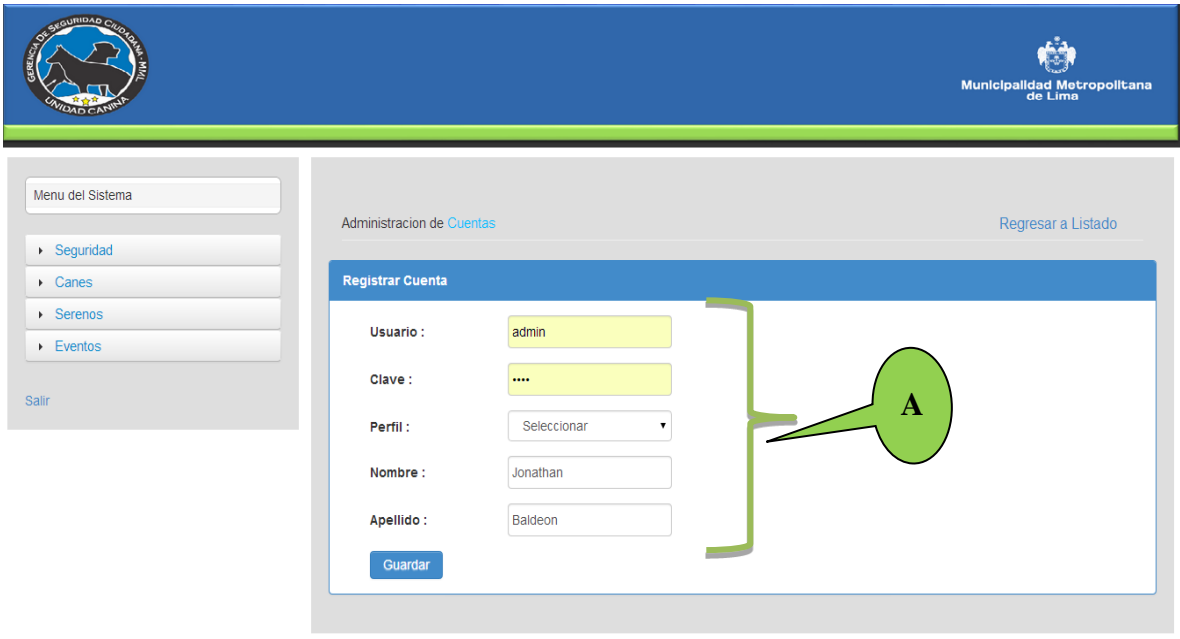 GERENCIA DE SEGURIDAD CIUDADANA-MML
UNIDAD CANINA
Municipalidad Metropolitana
de Lima
Menu del Sistema
Seguridad
Canes
Serenos
Eventos
Salir
Administracion de Cuentas
Regresar a Listado
Registrar Cuenta
Usuario : admin
Clave : ••••
Perfil : Seleccionar
Nombre : Jonathan
Apellido : Baldeon
Guardar
A